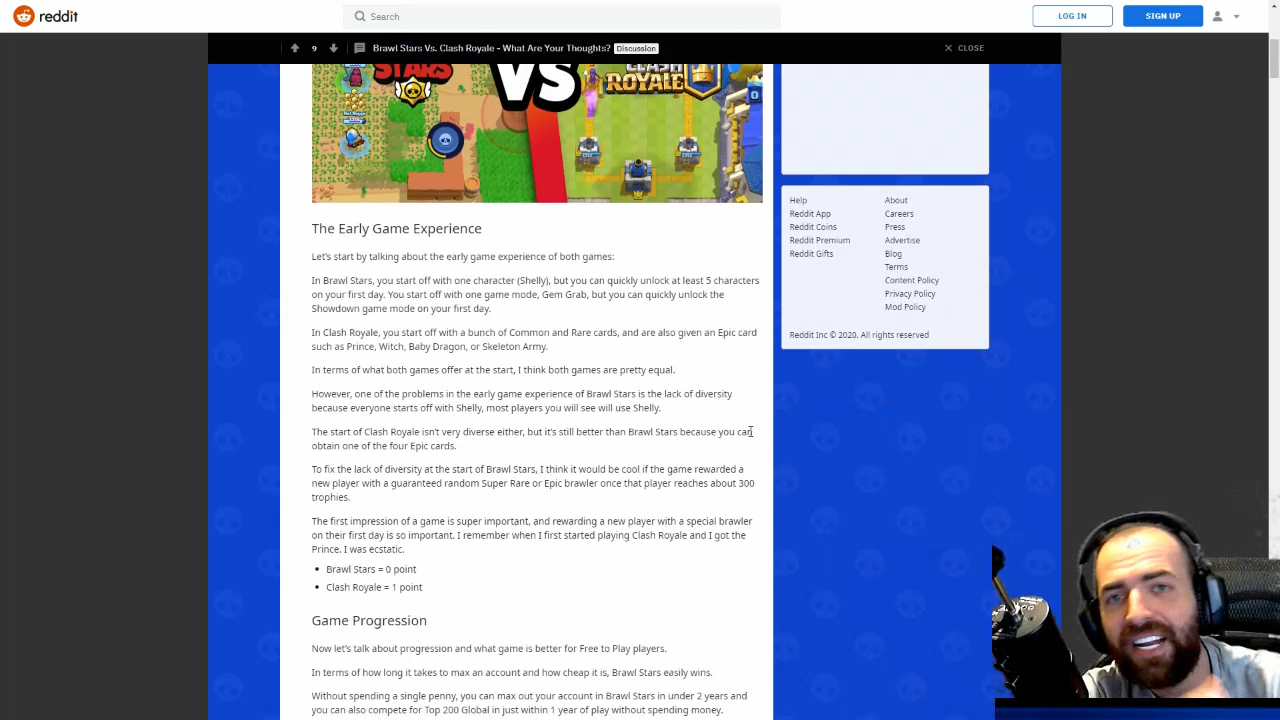 reddit
Search
LOG IN
SIGN UP
9
Brawl Stars Vs. Clash Royale - What Are Your Thoughts?
Discussion
CLOSE
STARS
VS
CLASH
ROYALE
The Early Game Experience
Let's start by talking about the early game experience of both games:
In Brawl Stars, you start off with one character (Shelly), but you can quickly unlock at least 5 characters
on your first day. You start off with one game mode, Gem Grab, but you can quickly unlock the
Showdown game mode on your first day.
In Clash Royale, you start off with a bunch of Common and Rare cards, and are also given an Epic card
such as Prince, Witch, Baby Dragon, or Skeleton Army.
In terms of what both games offer at the start, I think both games are pretty equal.
However, one of the problems in the early game experience of Brawl Stars is the lack of diversity
because everyone starts off with Shelly, most players you will see will use Shelly.
The start of Clash Royale isn't very diverse either, but it's still better than Brawl Stars because you can
obtain one of the four Epic cards.
To fix the lack of diversity at the start of Brawl Stars, I think it would be cool if the game rewarded a
new player with a guaranteed random Super Rare or Epic brawler once that player reaches about 300
trophies.
The first impression of a game is super important, and rewarding a new player with a special brawler
on their first day is so important. I remember when I first started playing Clash Royale and I got the
Prince. I was ecstatic.
• Brawl Stars = 0 point
• Clash Royale = 1 point
Game Progression
Now let's talk about progression and what game is better for Free to Play players.
In terms of how long it takes to max an account and how cheap it is, Brawl Stars easily wins.
Without spending a single penny, you can max out your account in Brawl Stars in under 2 years and
you can also compete for Top 200 Global in just within 1 year of play without spending money.
Help
Reddit App
Reddit Coins
Reddit Premium
Reddit Gifts
About
Careers
Press
Advertise
Blog
Terms
Content Policy
Privacy Policy
Mod Policy
Reddit Inc © 2020. All rights reserved